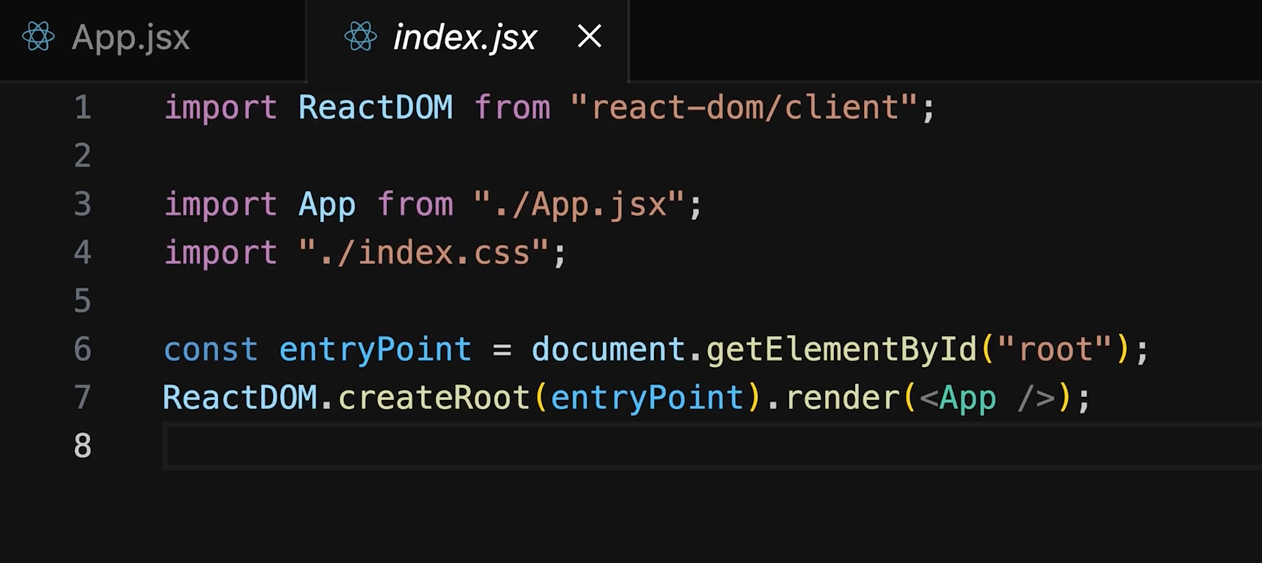 App.jsx
index.jsx
1 import ReactDOM from "react-dom/client";
2
3 import App from "./App.jsx";
4 import "./index.css";
5
6 const entryPoint = document.getElementById("root");
7 ReactDOM.createRoot(entryPoint).render(<App />);
8